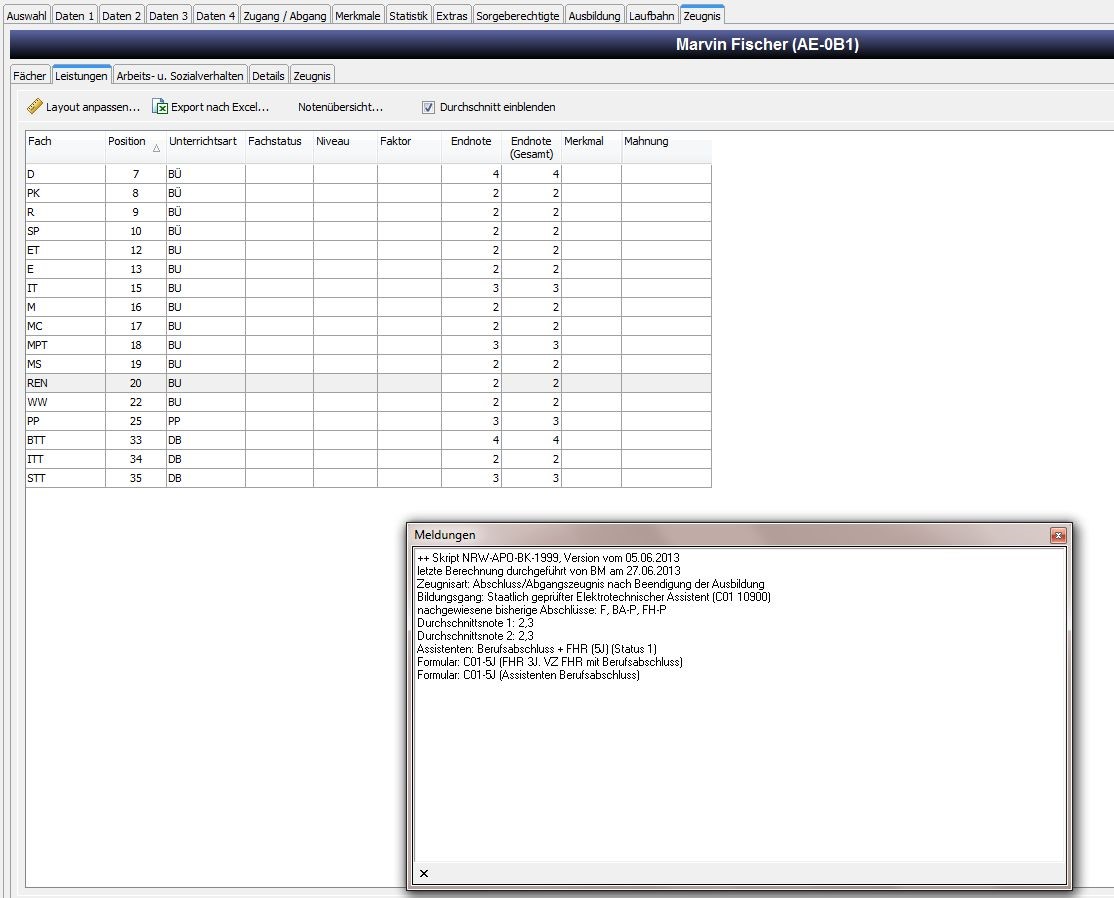 Auswahl Daten 1 Daten 2 Daten 3 Daten 4 Zugang / Abgang Merkmale Statistik Extras Sorgeberechtigte Ausbildung Laufbahn Zeugnis
Marvin Fischer (AE-0B1)
Fächer Leistungen Arbeits- u. Sozialverhalten Details Zeugnis
Layout anpassen... Export nach Excel... Notenübersicht... Durchschnitt einblenden
Fach Position Unterrichtsart Fachstatus Niveau Faktor Endnote Endnote Merkmal Mahnung
(Gesamt)
D 7 BÜ 4 4
PK 8 BÜ 2 2
R 9 BÜ 2 2
SP 10 BÜ 2 2
ET 12 BU 2 2
E 13 BU 2 2
IT 15 BU 3 3
M 16 BU 2 2
MC 17 BU 2 2
MPT 18 BU 3 3
MS 19 BU 2 2
REN 20 BU 2 2
WW 22 BU 2 2
PP 25 PP 3 3
BTT 33 DB 4 4
ITT 34 DB 2 2
STT 35 DB 3 3
Meldungen
++ Skript NRW-APO-BK-1999, Version vom 05.06.2013
letzte Berechnung durchgeführt von BM am 27.06.2013
Zeugnisart: Abschluss/Abgangszeugnis nach Beendigung der Ausbildung
Bildungsgang: Staatlich geprüfter Elektrotechnischer Assistent (C01 10900)
nachgewiesene bisherige Abschlüsse: F, BA-P, FH-P
Durchschnittsnote 1: 2,3
Durchschnittsnote 2: 2,3
Assistenten: Berufsabschluss + FHR (5J) (Status 1)
Formular: C01-5J (FHR 3J. VZ FHR mit Berufsabschluss)
Formular: C01-5J (Assistenten Berufsabschluss)